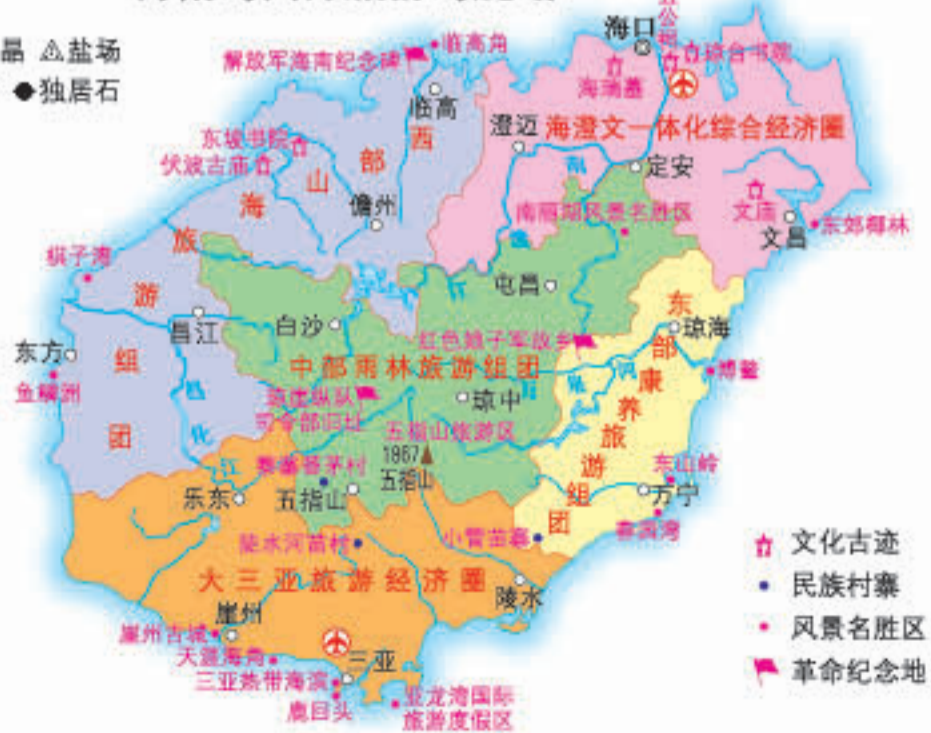 晶 盐场
独居石
海口
琼台书院
海瑞墓
临高角
解放军海南纪念碑
临高
澄迈
海澄文一体化综合经济圈
定安
南丽湖风景名胜区
文庙
文昌
东郊椰林
东坡书院
伏波古庙
儋州
海南西部山海旅游组团
棋子湾
昌江
东方
鱼鳞洲
昌化江
白沙
屯昌
红色娘子军故乡
中部雨林旅游组团
琼崖纵队
司令部旧址
琼中
五指山旅游区
1867
五指山
五指山
琼海
博鳌
东部康养旅游组团
万泉河
东山岭
万宁
乐东
陵水
大三亚旅游经济圈
崖州
崖州古城
天涯海角
三亚
三亚热带海滨
鹿回头
亚龙湾国际
旅游度假区
文化古迹
民族村寨
风景名胜区
革命纪念地